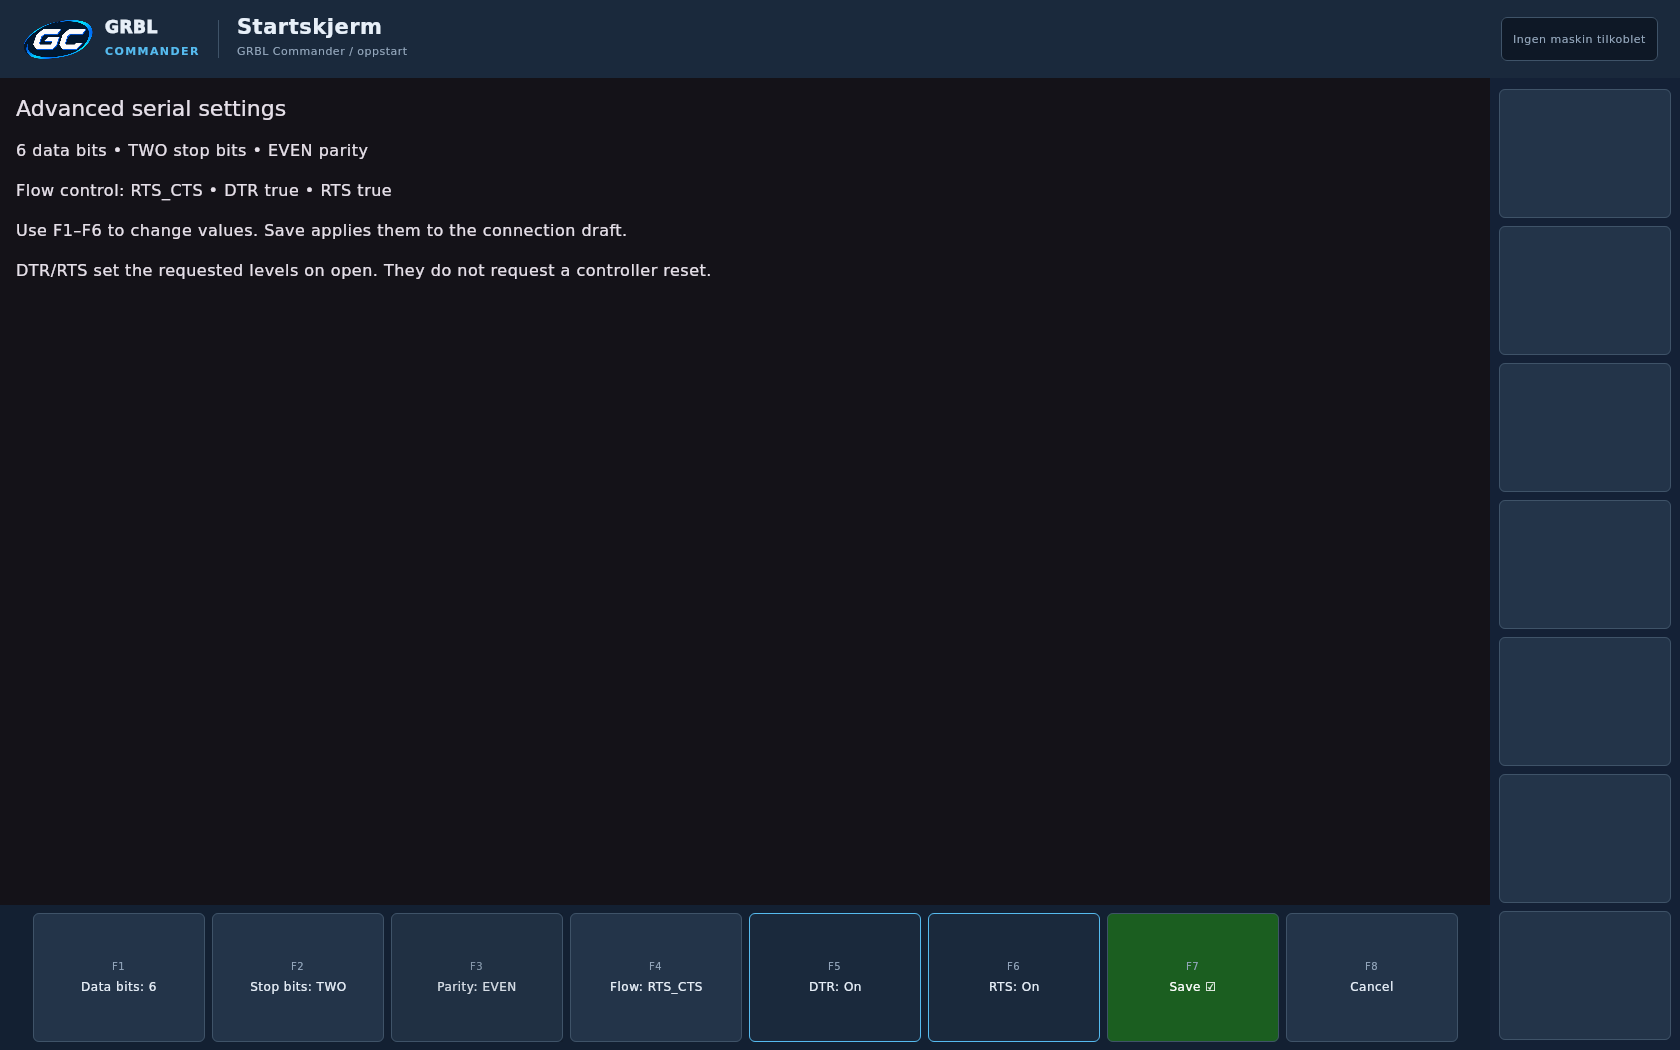 GC
GRBL
COMMANDER
Startskjerm
GRBL Commander / oppstart
Ingen maskin tilkoblet
Advanced serial settings
6 data bits • TWO stop bits • EVEN parity
Flow control: RTS_CTS • DTR true • RTS true
Use F1–F6 to change values. Save applies them to the connection draft.
DTR/RTS set the requested levels on open. They do not request a controller reset.
F1
Data bits: 6
F2
Stop bits: TWO
F3
Parity: EVEN
F4
Flow: RTS_CTS
F5
DTR: On
F6
RTS: On
F7
Save ☑
F8
Cancel